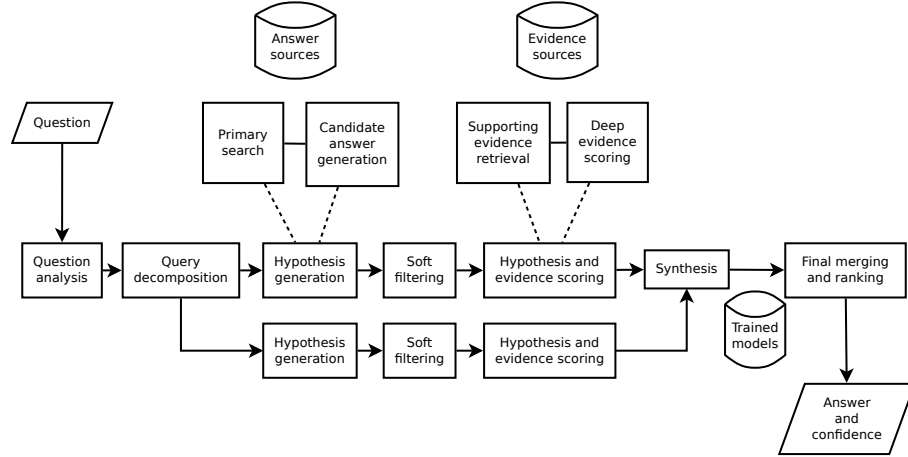 Answer
sources
Evidence
sources
Question
Primary
search
Candidate
answer
generation
Supporting
evidence
retrieval
Deep
evidence
scoring
Question
analysis
Query
decomposition
Hypothesis
generation
Soft
filtering
Hypothesis and
evidence scoring
Synthesis
Final merging
and ranking
Hypothesis
generation
Soft
filtering
Hypothesis and
evidence scoring
Trained
models
Answer
and
confidence